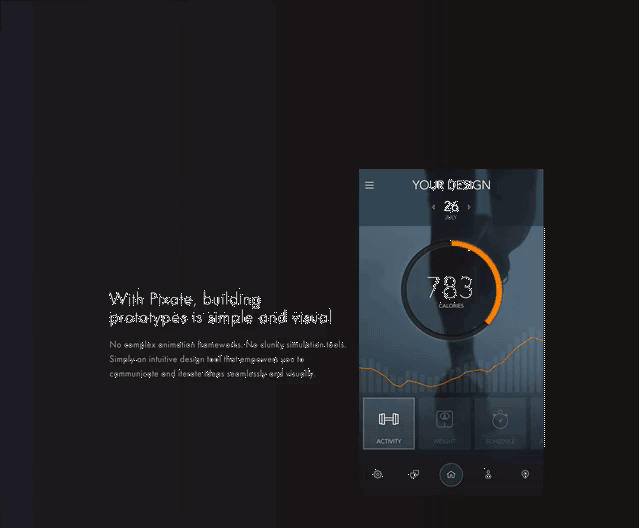 YOUR DESIGN
26
JULY
783
CALORIES
With Pixate, building
prototypes is simple and visual
No complex animation frameworks. No clunky simulation tools.
Simply an intuitive design tool that empowers you to
communicate and iterate ideas seamlessly and visually.
ACTIVITY
WEIGHT
SCHEDULE